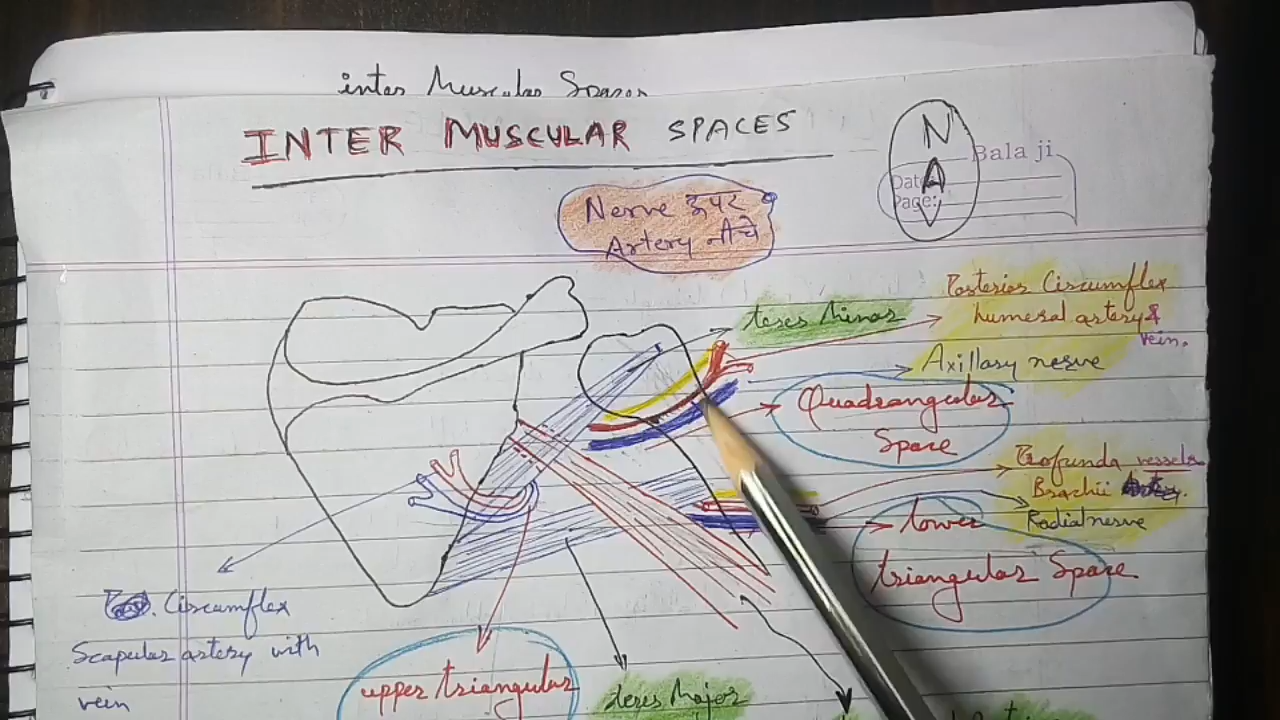 inter Muscular Spaces
INTER MUSCULAR SPACES
N
A
V
Bala ji
Date:
Page:
Nerve ऊपर
Artery नीचे
teres Minor
Posterior Circumflex
humeral artery &
vein.
Axillary nerve
Quadrangular
Space
Profunda vessels
Brachii
Radial nerve
lower
triangular Space
Circumflex
Scapular artery with
vein
upper triangular
teres Major